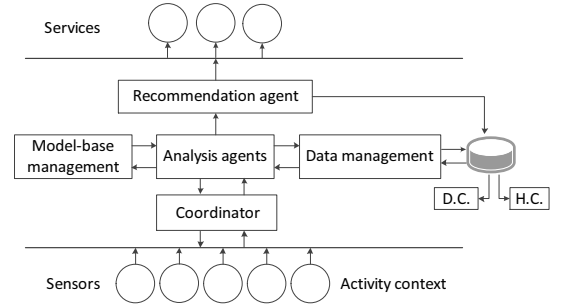 Services
Recommendation agent
Model-base
management
Analysis agents
Data management
D.C.
H.C.
Coordinator
Sensors
Activity context